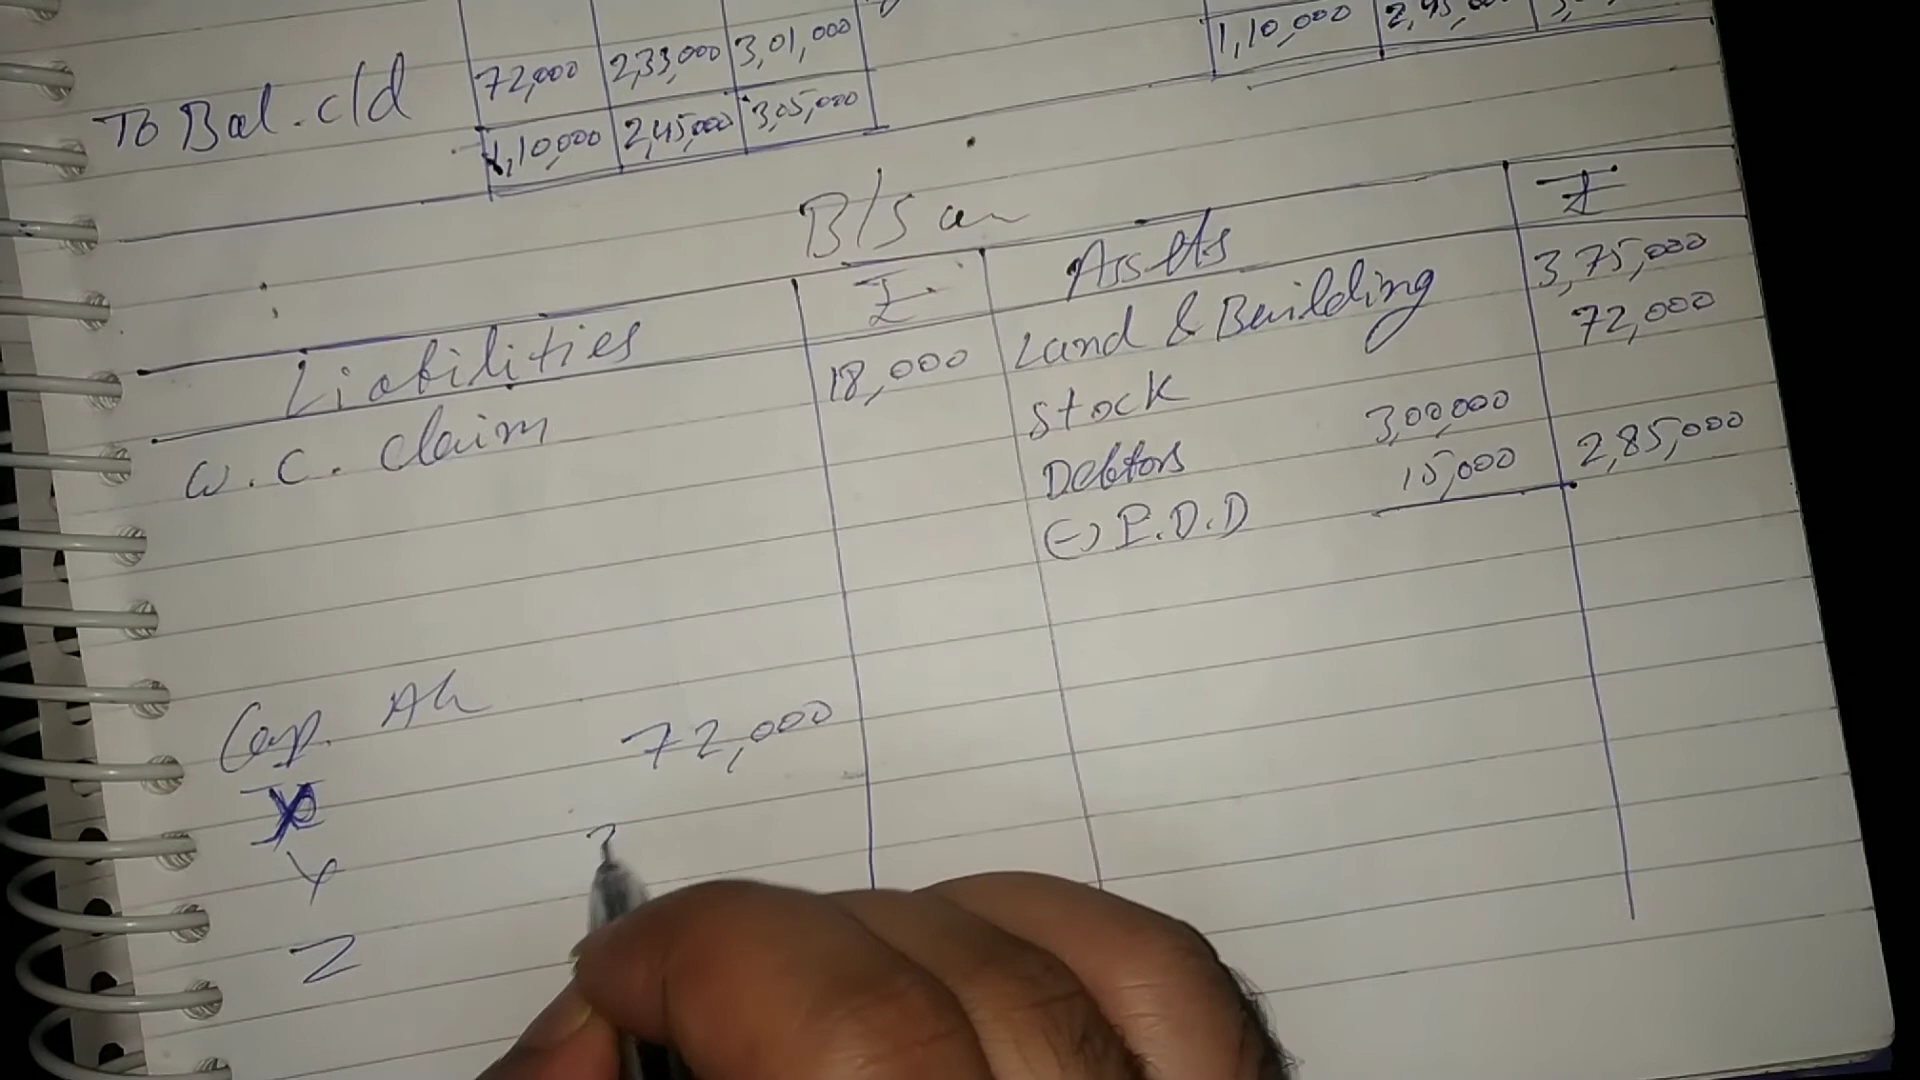 72,000 2,33,000 3,01,000
To Bal. c/d
1,10,000 2,45,000 3,05,000
1,10,000
B/S
Liabilities ₹ Assets ₹
W.C. claim 18,000 Land & Building 3,75,000
Stock 72,000
Debtors 3,00,000
(-) P.D.D 15,000 2,85,000
Cap. A/c
X 72,000
Y 2
Z